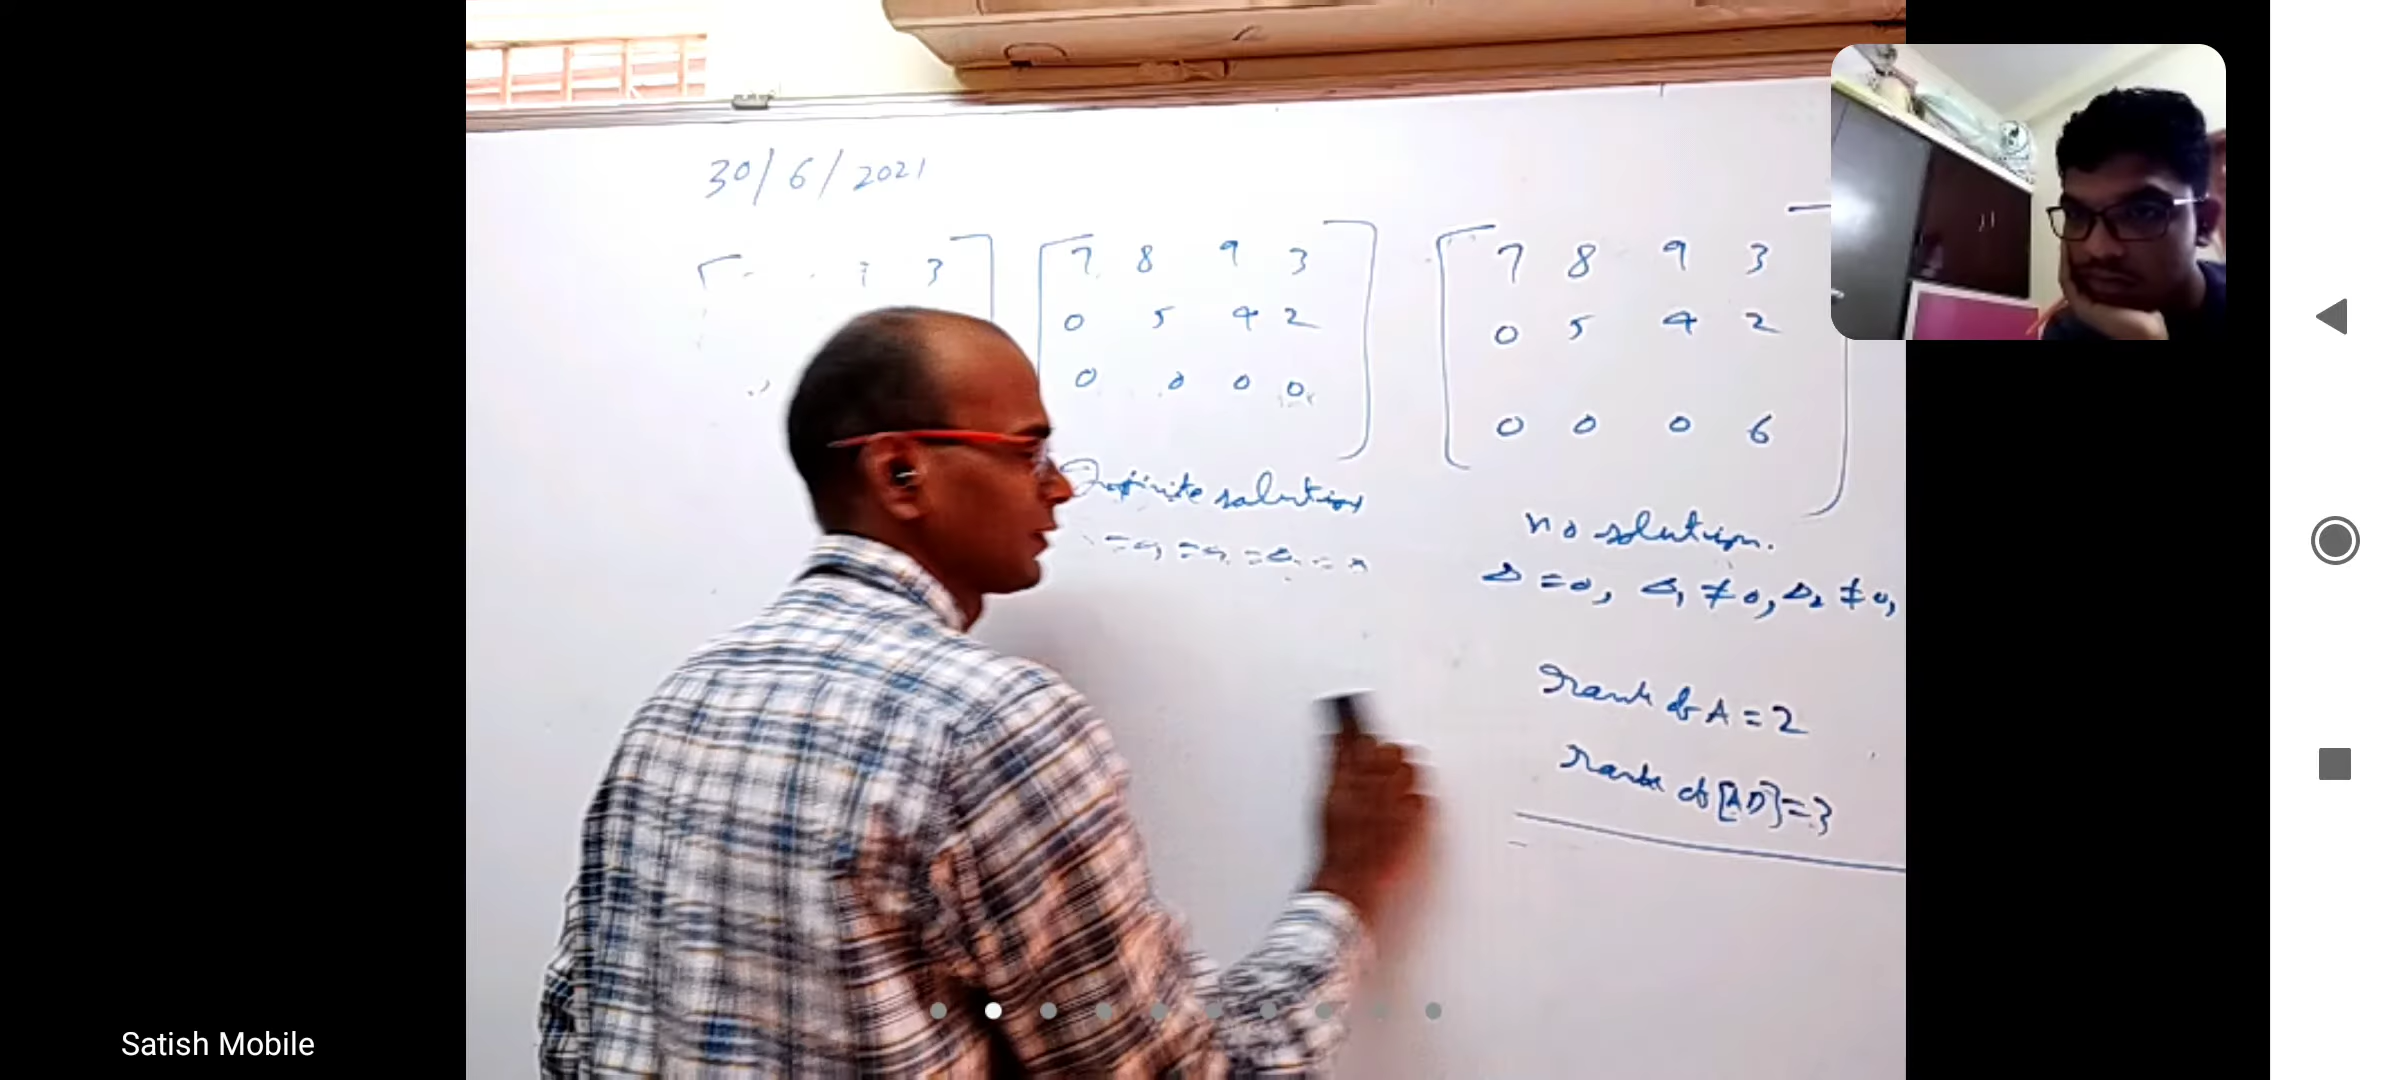 30/6/2021
3
7 8 9 3
0 5 4 2
0 0 0 0
Infinite solution
7 8 9 3
0 5 4 2
0 0 0 6
no solution.
Δ = 0, Δ₁ ≠ 0, Δ₂ ≠ 0,
rank of A = 2
rank of [AD] = 3
Satish Mobile